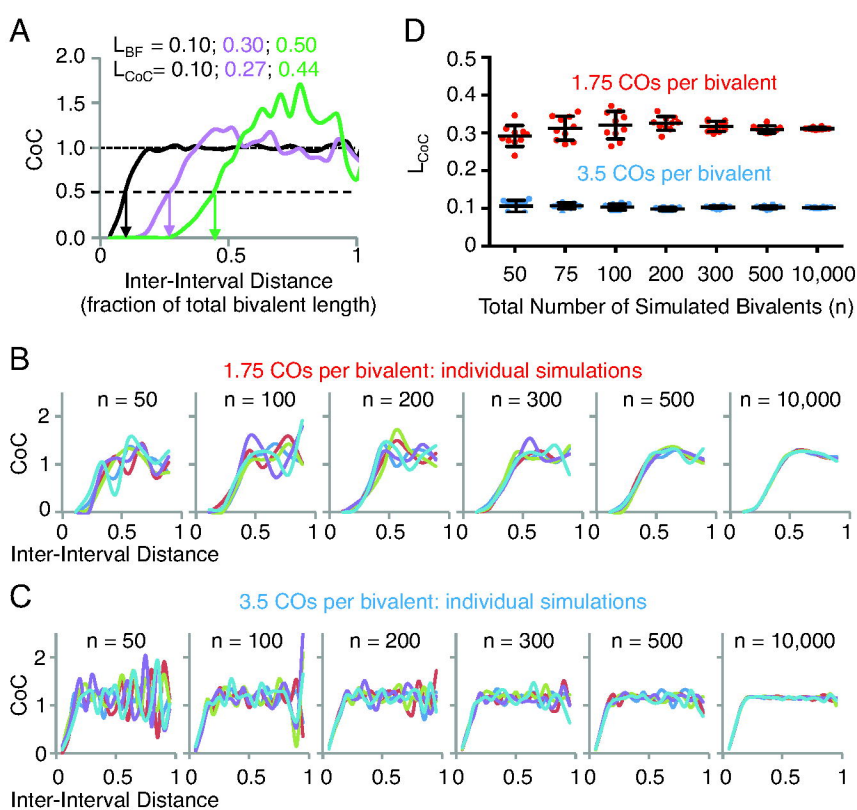 A
L_BF = 0.10; 0.30; 0.50
L_CoC= 0.10; 0.27; 0.44
2.0
1.5
1.0
0.5
0.0
CoC
0.5
1
Inter-Interval Distance
(fraction of total bivalent length)
D
0.5
0.4
0.3
0.2
0.1
0
L_CoC
1.75 COs per bivalent
3.5 COs per bivalent
50 75 100 200 300 500 10,000
Total Number of Simulated Bivalents (n)
B
1.75 COs per bivalent: individual simulations
n = 50 n = 100 n = 200 n = 300 n = 500 n = 10,000
2
1
0
CoC
0 0.5 1 0 0.5 1 0 0.5 1 0 0.5 1 0 0.5 1 0 0.5 1
Inter-Interval Distance
C
3.5 COs per bivalent: individual simulations
n = 50 n = 100 n = 200 n = 300 n = 500 n = 10,000
2
1
0
CoC
0 0.5 1 0 0.5 1 0 0.5 1 0 0.5 1 0 0.5 1 0 0.5 1
Inter-Interval Distance